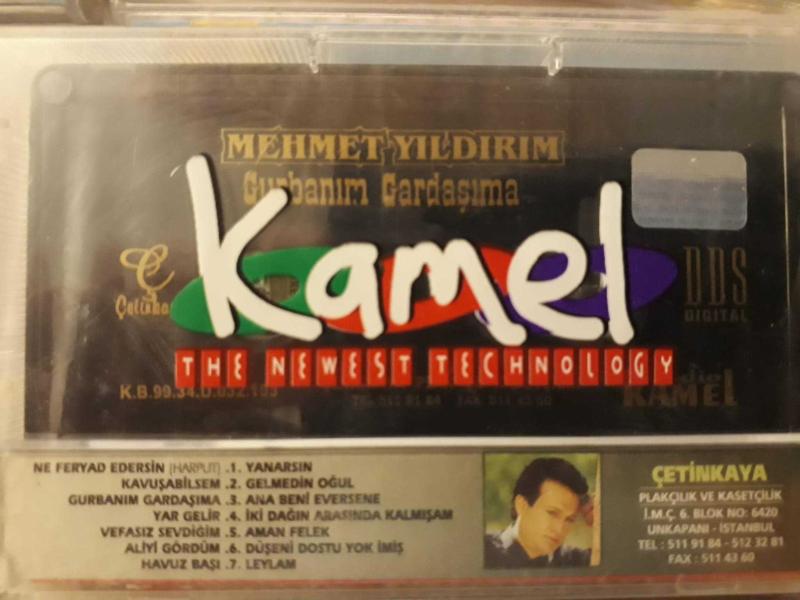 MEHMET YILDIRIM
Gurbanım Gardaşıma
Kamel
THE NEWEST TECHNOLOGY
DDS
DIGITAL
KAMEL
NE FERYAD EDERSİN (HARPUT) .1. YANARSIN
KAVUŞABİLSEM .2. GELMEDİN OĞUL
GURBANIM GARDAŞIMA .3. ANA BENİ EVERSENE
YAR GELİR .4. İKİ DAĞIN ARASINDA KALMIŞAM
VEFASIZ SEVDİĞİM .5. AMAN FELEK
ALİYİ GÖRDÜM .6. DÜŞENİ DOSTU YOK İMİŞ
HAVUZ BAŞI .7. LEYLAM
ÇETİNKAYA
PLAKÇILIK VE KASETÇİLİK
İ.M.Ç. 6. BLOK NO: 6420
UNKAPANI - İSTANBUL
TEL : 511 91 84 - 512 32 81
FAX : 511 43 60